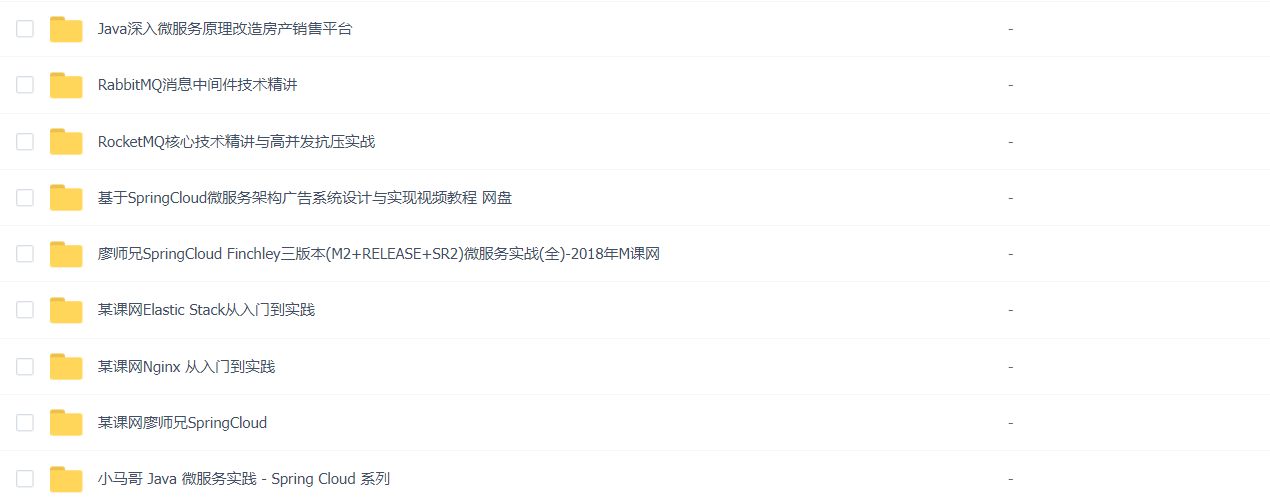 Java深入微服务原理改造房产销售平台 -
RabbitMQ消息中间件技术精讲 -
RocketMQ核心技术精讲与高并发抗压实战 -
基于SpringCloud微服务架构广告系统设计与实现视频教程 网盘 -
廖师兄SpringCloud Finchley三版本(M2+RELEASE+SR2)微服务实战(全)-2018年M课网 -
某课网Elastic Stack从入门到实践 -
某课网Nginx 从入门到实践 -
某课网廖师兄SpringCloud -
小马哥 Java 微服务实践 - Spring Cloud 系列 -